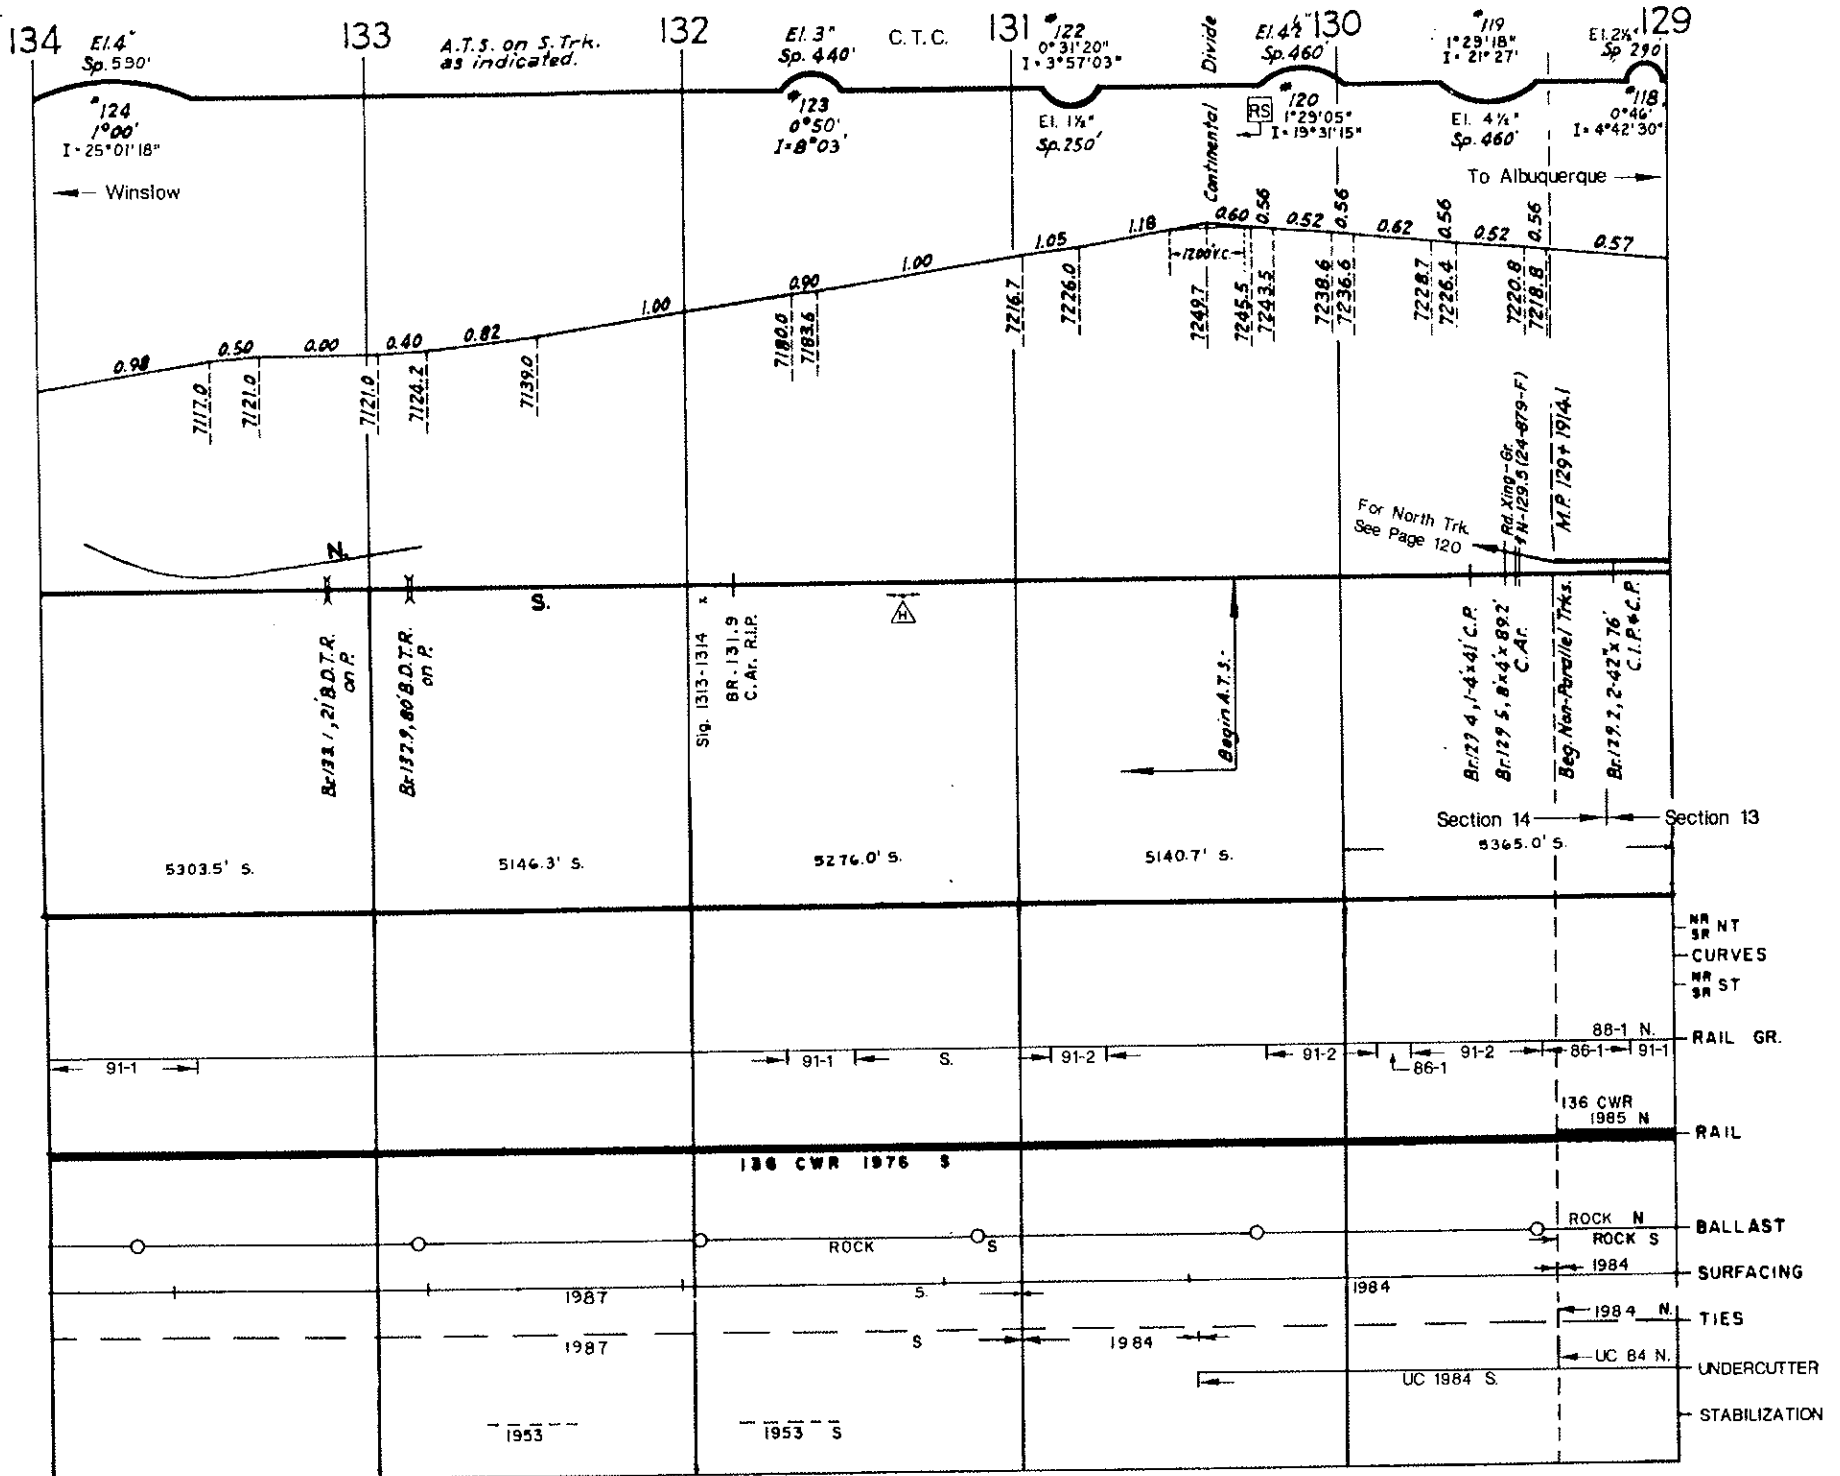 134
133
132
131
130
129
El. 4"
Sp. 590'
A.T.S. on S. Trk.
as indicated.
El. 3"
Sp. 440'
C.T.C.
#122
0°31'20"
I=3°57'03"
Continental Divide
El. 4½"
Sp. 460'
#119
1°29'18"
I=21°27'
El. 2½"
Sp. 290'
#124
1°00'
I=25°01'18"
#123
0°50'
I=8°03'
El. 1½"
Sp. 250'
RS
#120
1°29'05"
I=19°31'15"
El. 4½"
Sp. 460'
#118
0°46'
I=4°42'30"
Winslow
To Albuquerque
0.98
0.50
0.00
0.40
0.82
1.00
0.90
1.00
1.05
1.18
0.60
0.56
0.52
0.56
0.62
0.56
0.52
0.56
0.57
1200' V.C.
7117.0
7121.0
7121.0
7124.2
7139.0
7180.0
7183.6
7216.7
7226.0
7249.7
7245.5
7243.5
7238.6
7236.6
7228.7
7226.4
7220.8
7218.8
N.
S.
For North Trk.
See Page 120
Rd. Xing-Gr.
N-129.5 (24-879-F)
M.P. 129+1914.1
H
Sig. 1313-1314
BR.-131.9
C. Ar. R.I.P.
21' B.D.T.R.
on P.
Br. 132.9, 80' B.D.T.R.
on P.
Begin A.T.S.-
Br. 129.4, 1-4'x41' C.P.
Br. 129.5, 8'x4'x89.2'
C. Ar.
Beg. Non-Parallel Trks.
Br. 129.2, 2-42"x76'
C.I.P. & C.P.
Section 14
Section 13
5303.5' S.
5146.3' S.
5276.0' S.
5140.7' S.
5365.0' S.
NR
SR NT
CURVES
NR
SR ST
88-1 N.
91-1
91-1
S.
91-2
91-2
86-1
91-2
86-1
91-1
RAIL GR.
136 CWR
1985 N
RAIL
136 CWR 1976 S
ROCK N
BALLAST
ROCK S
ROCK
S
1984
SURFACING
1987
S.
1984
1984 N.
TIES
1987
S
1984
UC 84 N.
UNDERCUTTER
UC 1984 S.
STABILIZATION
1953
1953 S